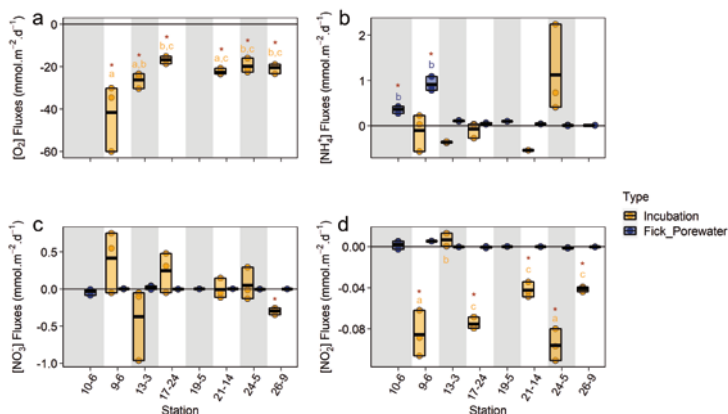 a
[O2] Fluxes (mmol.m⁻².d⁻¹)
0
-20
-40
-60
* * * * * *
a a,b b,c a,c b,c b,c
b
[NH4+] Fluxes (mmol.m⁻².d⁻¹)
2
1
0
* *
b b
c
[NO3-] Fluxes (mmol.m⁻².d⁻¹)
0.5
0.0
-0.5
-1.0
*
10-6 9-6 13-3 17-24 19-5 21-14 24-5 26-9
Station
d
[NO2-] Fluxes (mmol.m⁻².d⁻¹)
0.00
-0.04
-0.08
* * * * *
a b c c a c
10-6 9-6 13-3 17-24 19-5 21-14 24-5 26-9
Station
Type
Incubation
Fick_Porewater